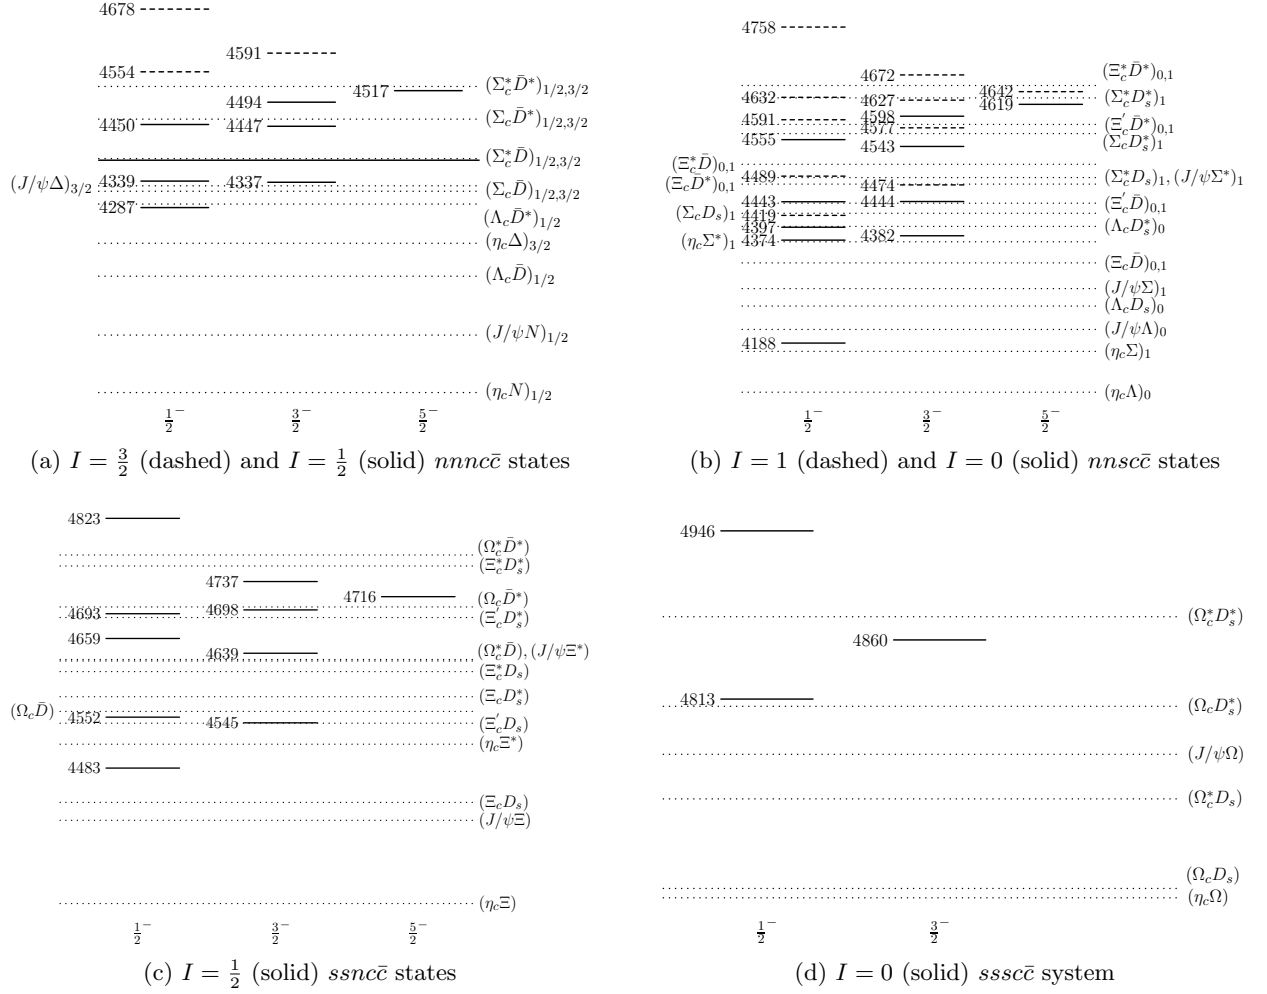 4678
4591
4554
4517
(Σ*_c D̄*)_{1/2,3/2}
4494
4450
4447
(Σ_c D̄*)_{1/2,3/2}
(Σ*_c D̄)_{1/2,3/2}
(J/ψΔ)_{3/2}
4339
4337
(Σ_c D̄)_{1/2,3/2}
4287
(Λ_c D̄*)_{1/2}
(η_cΔ)_{3/2}
(Λ_c D̄)_{1/2}
(J/ψN)_{1/2}
(η_cN)_{1/2}
1/2^−
3/2^−
5/2^−
(a) I = 3/2 (dashed) and I = 1/2 (solid) nnncc̄ states
4758
4672
(Ξ*_c D̄*)_{0,1}
4642
4632
4627
(Σ*_c D*_s)_1
4619
4598
4591
4577
(Ξ′_c D̄*)_{0,1}
4555
4543
(Σ_c D*_s)_1
(Ξ*_c D̄)_{0,1}
4489
(Σ*_c D_s)_1, (J/ψΣ*)_1
(Ξ_c D̄*)_{0,1}
4474
4443
4444
(Ξ′_c D̄)_{0,1}
(Σ_c D_s)_1
4419
4397
(Λ_c D*_s)_0
(η_cΣ*)_1
4374
4382
(Ξ_c D̄)_{0,1}
(J/ψΣ)_1
(Λ_c D_s)_0
(J/ψΛ)_0
4188
(η_cΣ)_1
(η_cΛ)_0
1/2^−
3/2^−
5/2^−
(b) I = 1 (dashed) and I = 0 (solid) nnscc̄ states
4823
(Ω*_c D̄*)
(Ξ*_c D*_s)
4737
4716
(Ω_c D̄*)
4693
4698
(Ξ′_c D*_s)
4659
4639
(Ω*_c D̄), (J/ψΞ*)
(Ξ*_c D_s)
(Ξ_c D*_s)
(Ω_c D̄)
4552
4545
(Ξ′_c D_s)
(η_cΞ*)
4483
(Ξ_c D_s)
(J/ψΞ)
(η_cΞ)
1/2^−
3/2^−
5/2^−
(c) I = 1/2 (solid) ssncc̄ states
4946
(Ω*_c D*_s)
4860
4813
(Ω_c D*_s)
(J/ψΩ)
(Ω*_c D_s)
(Ω_c D_s)
(η_cΩ)
1/2^−
3/2^−
(d) I = 0 (solid) ssscc̄ system